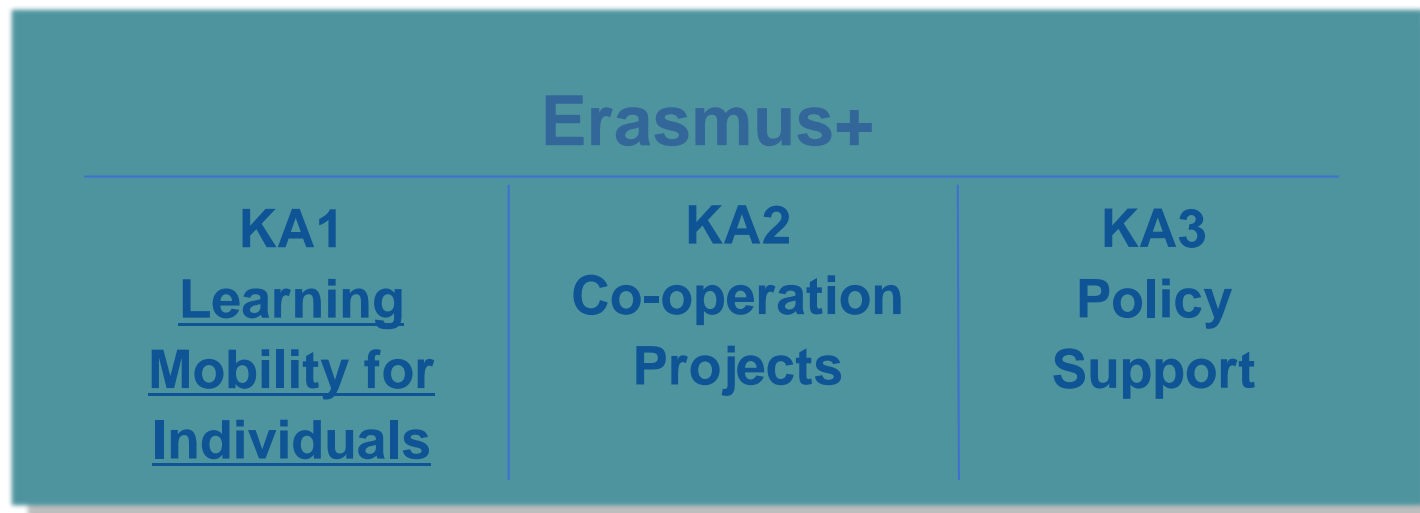 Erasmus+
KA1
Learning
Mobility for
Individuals
KA2
Co-operation
Projects
KA3
Policy
Support